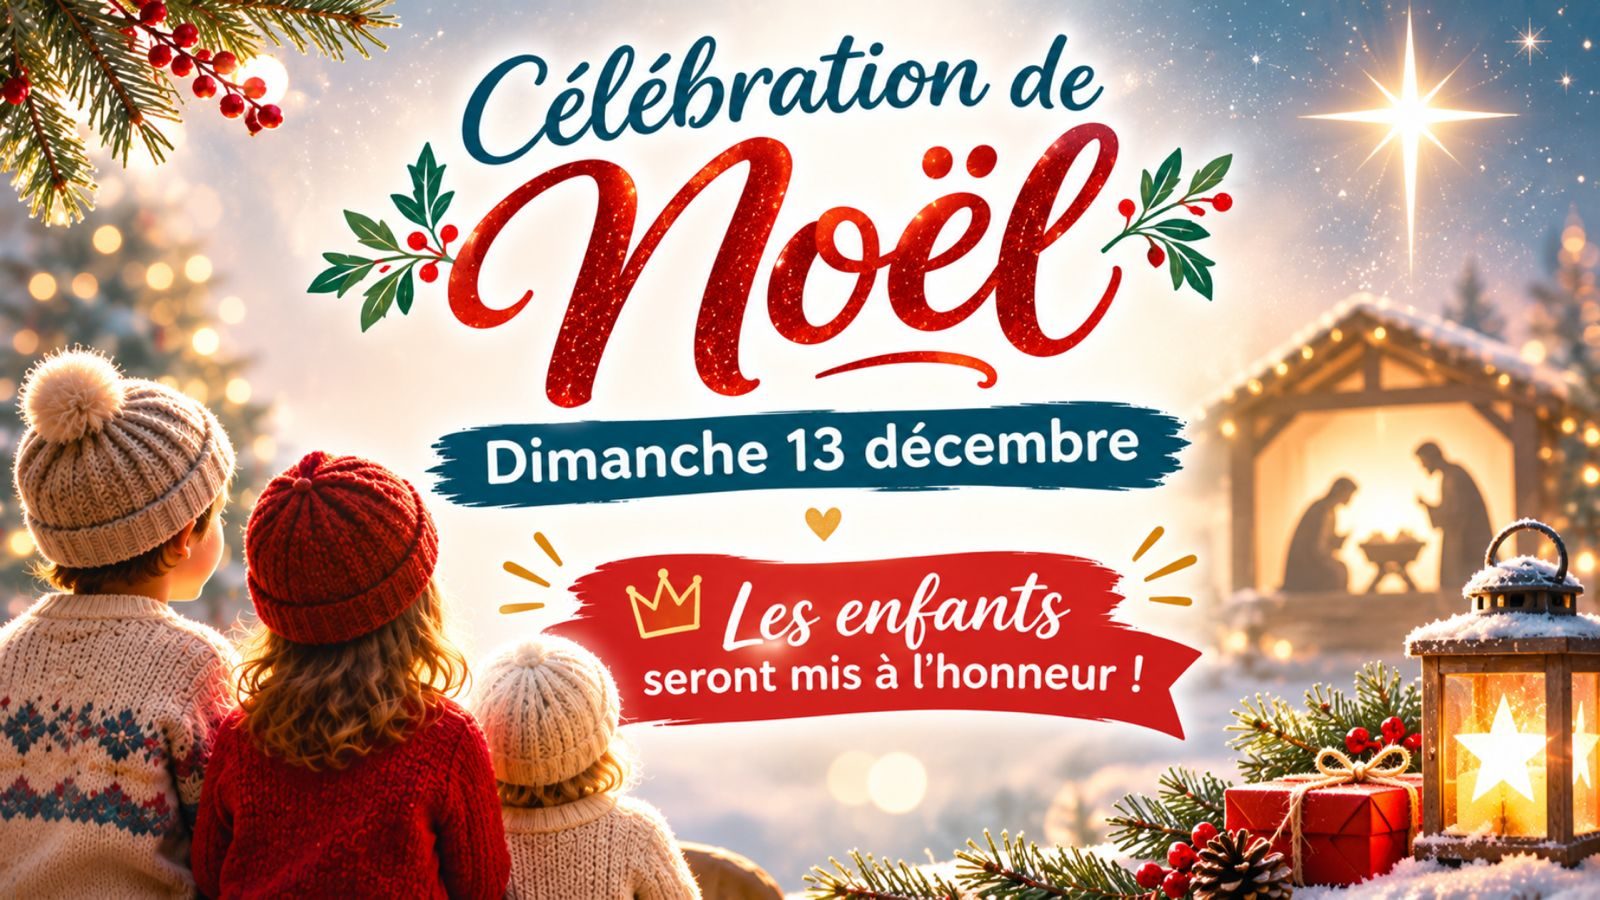 Célébration de
Noël
Dimanche 13 décembre
Les enfants
seront mis à l'honneur !